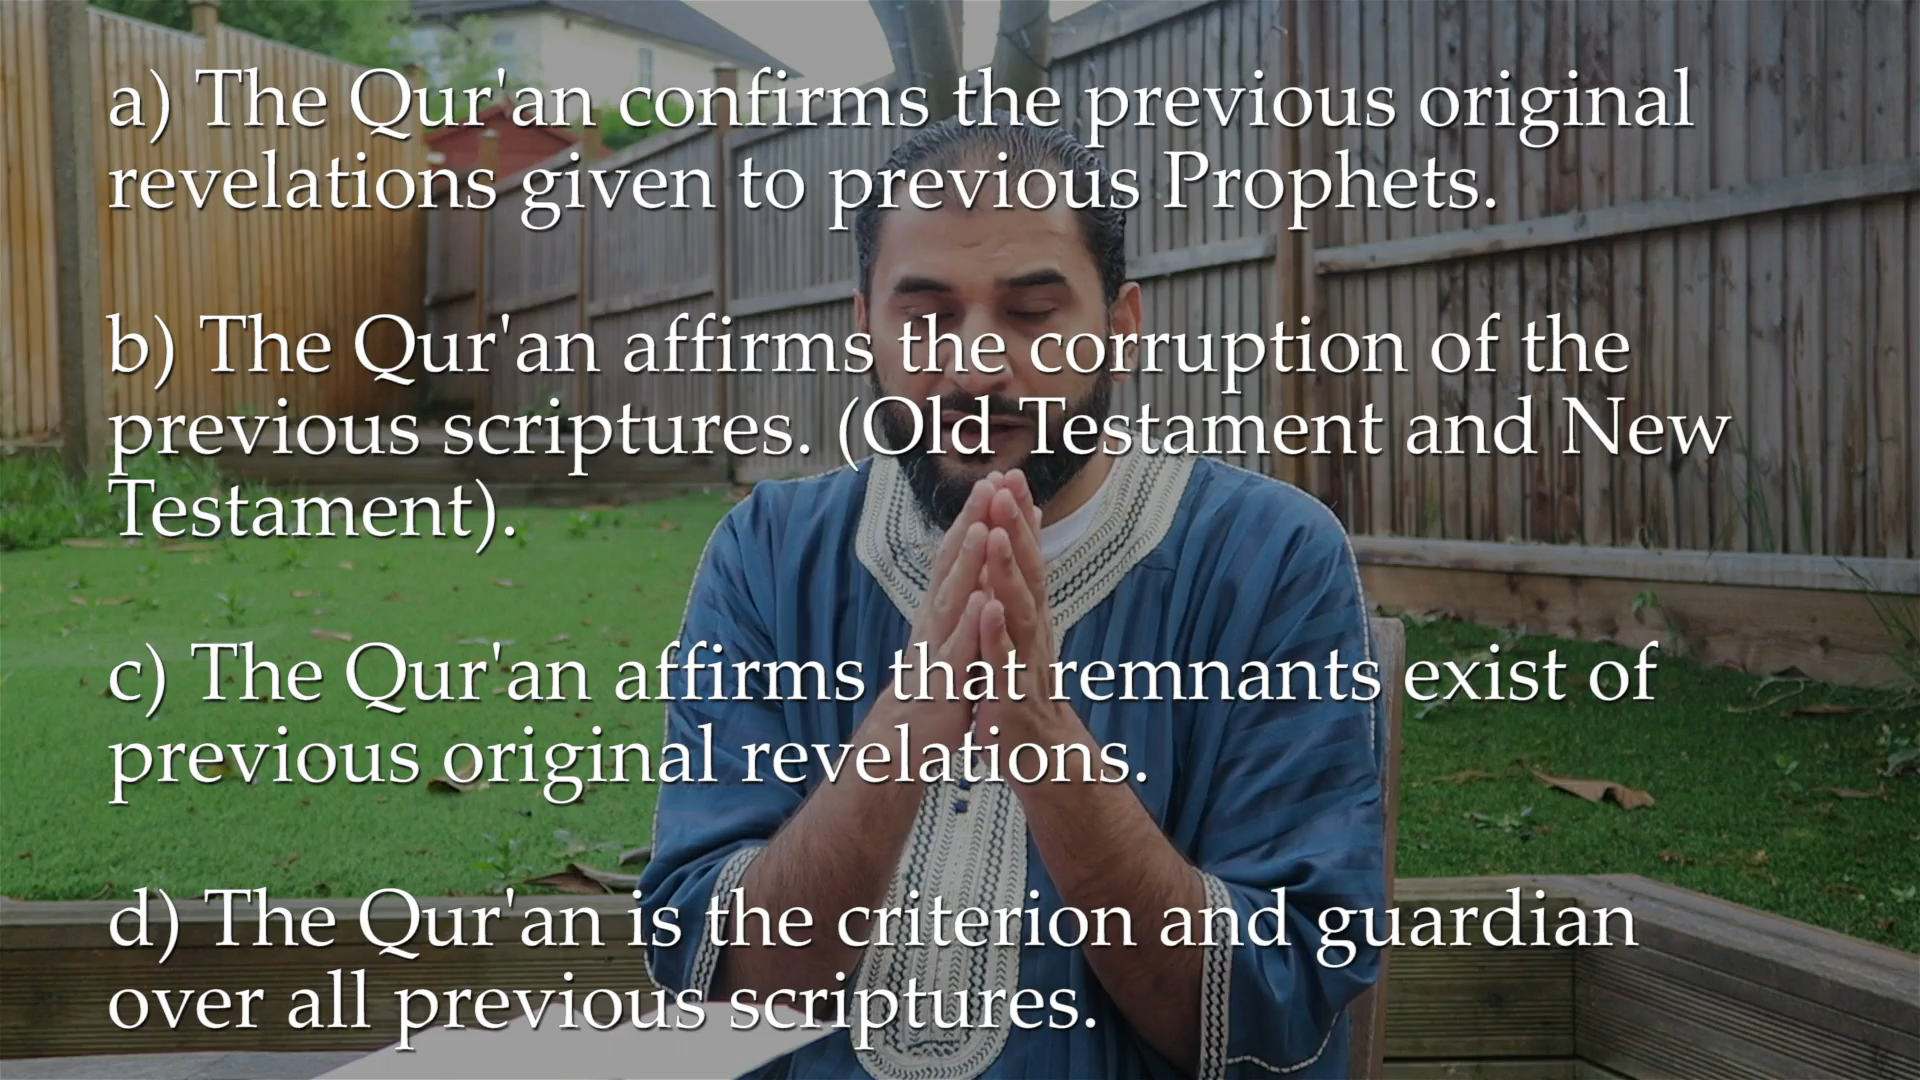 a) The Qur'an confirms the previous original
revelations given to previous Prophets.
b) The Qur'an affirms the corruption of the
previous scriptures. (Old Testament and New
Testament).
c) The Qur'an affirms that remnants exist of
previous original revelations.
d) The Qur'an is the criterion and guardian
over all previous scriptures.